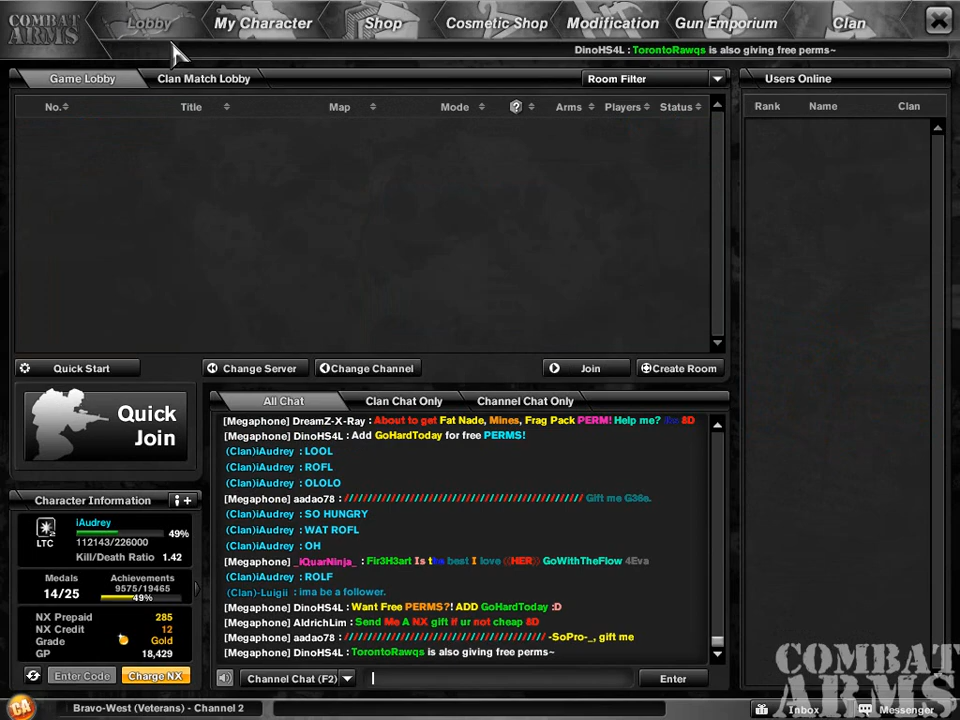 COMBAT ARMS
Lobby My Character Shop Cosmetic Shop Modification Gun Emporium Clan
DinoHS4L : TorontoRawqs is also giving free perms~
Game Lobby Clan Match Lobby Room Filter Users Online
No. Title Map Mode Arms Players Status Rank Name Clan
Quick Start Change Server Change Channel Join Create Room
Quick Join
All Chat Clan Chat Only Channel Chat Only
[Megaphone] DreamZ-X-Ray : About to get Fat Nade, Mines, Frag Pack PERM! Help me? 8D
[Megaphone] DinoHS4L : Add GoHardToday for free PERMS!
(Clan)iAudrey : LOOL
(Clan)iAudrey : ROFL
(Clan)iAudrey : OLOLO
[Megaphone] aadao78 : ///////////////////////////////////////// Gift me G36e.
(Clan)iAudrey : SO HUNGRY
(Clan)iAudrey : WAT ROFL
(Clan)iAudrey : OH
[Megaphone] _iQuarNinja_ : Fir3H3art Is the best I love ((HER)) GoWithTheFlow 4Eva
(Clan)iAudrey : ROLF
(Clan)-Luigii : ima be a follower.
[Megaphone] DinoHS4L : Want Free PERMS?! ADD GoHardToday :D
[Megaphone] AldrichLim : Send Me A NX gift if ur not cheap 8D
[Megaphone] aadao78 : /////////////////////////////////// -SoPro-_, gift me
[Megaphone] DinoHS4L : TorontoRawqs is also giving free perms~
Channel Chat (F2) Enter
Character Information
LTC
iAudrey
49%
112143/226000
Kill/Death Ratio 1.42
Medals
14/25
Achievements
9575/19465
49%
NX Prepaid 285
NX Credit 12
Grade Gold
GP 18,429
Enter Code Charge NX
COMBAT ARMS
CA Bravo-West (Veterans) - Channel 2 Inbox Messenger